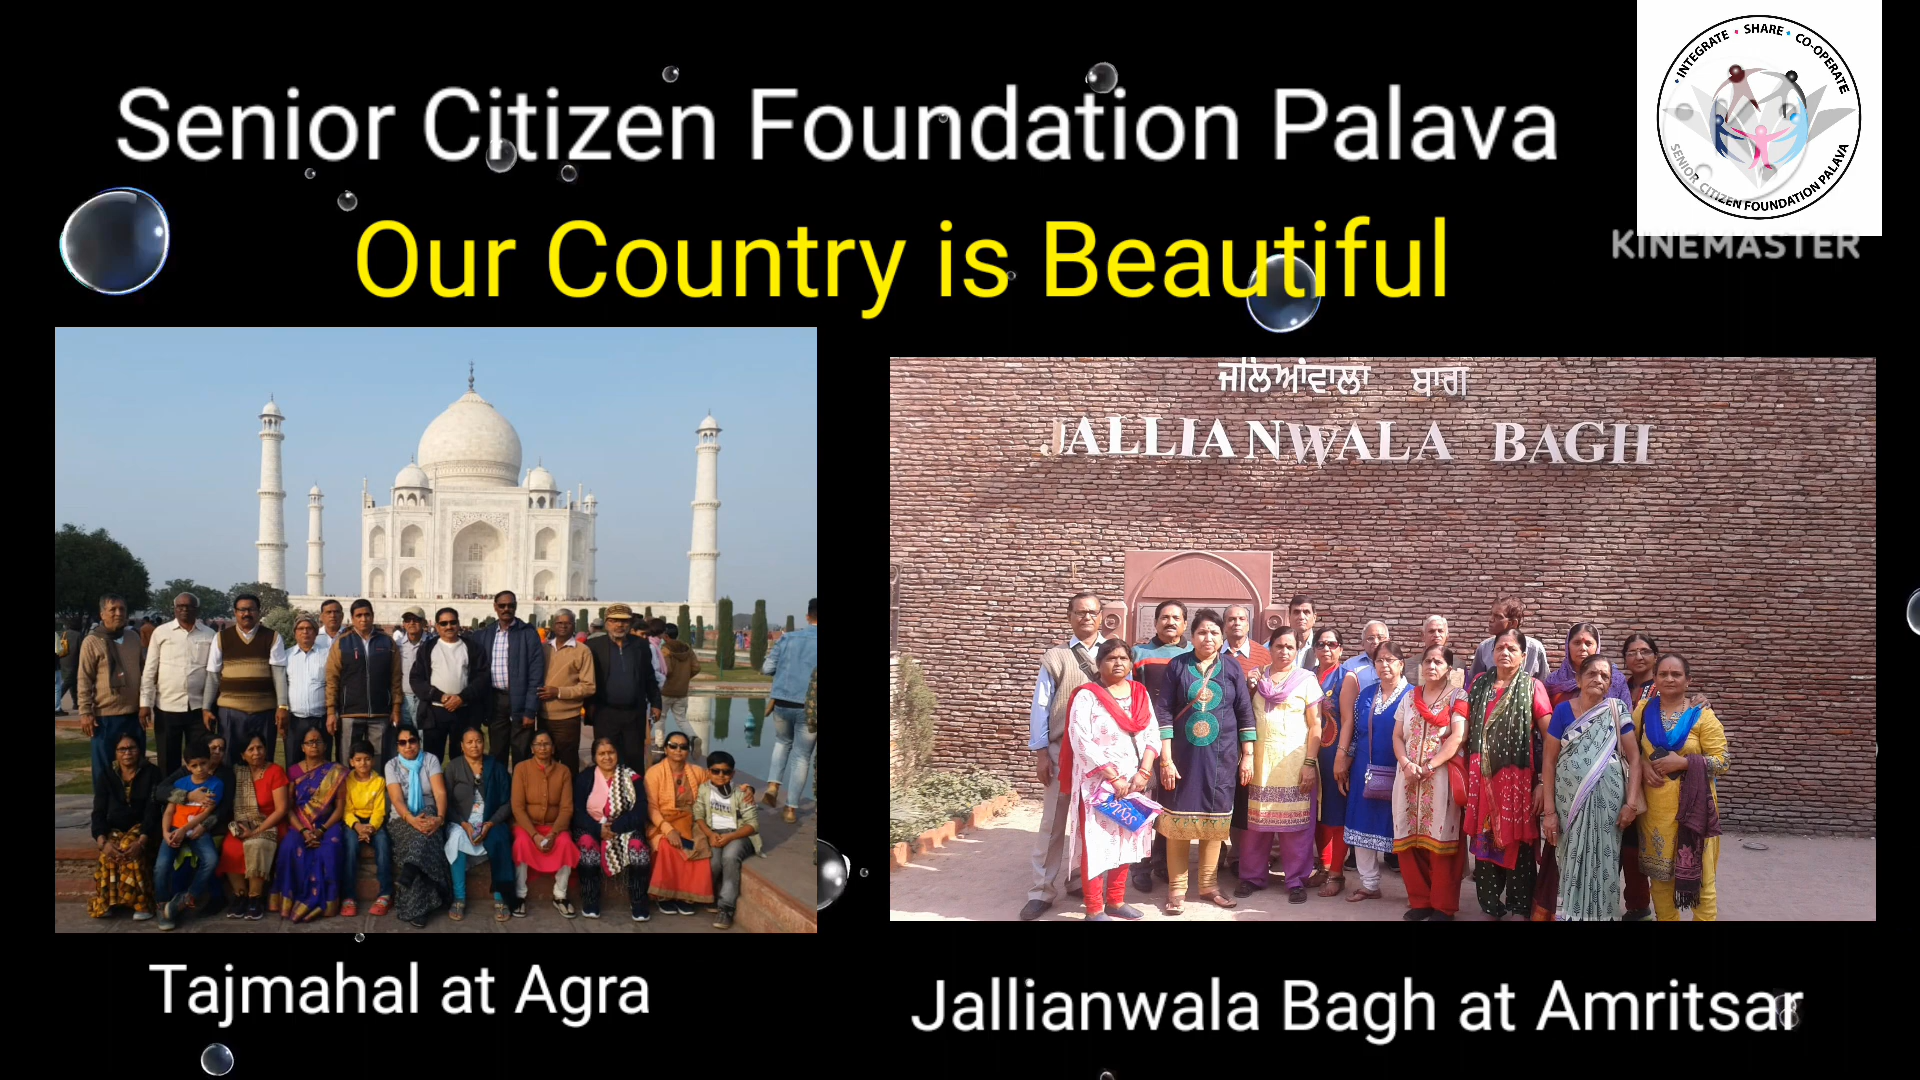 Senior Citizen Foundation Palava
Our Country is Beautiful
INTEGRATE • SHARE • CO-OPERATE
SENIOR CITIZEN FOUNDATION PALAVA
KINEMASTER
ਜਲਿਆਂਵਾਲਾ ਬਾਗ
JALLIANWALA BAGH
Style
Tajmahal at Agra
Jallianwala Bagh at Amritsar